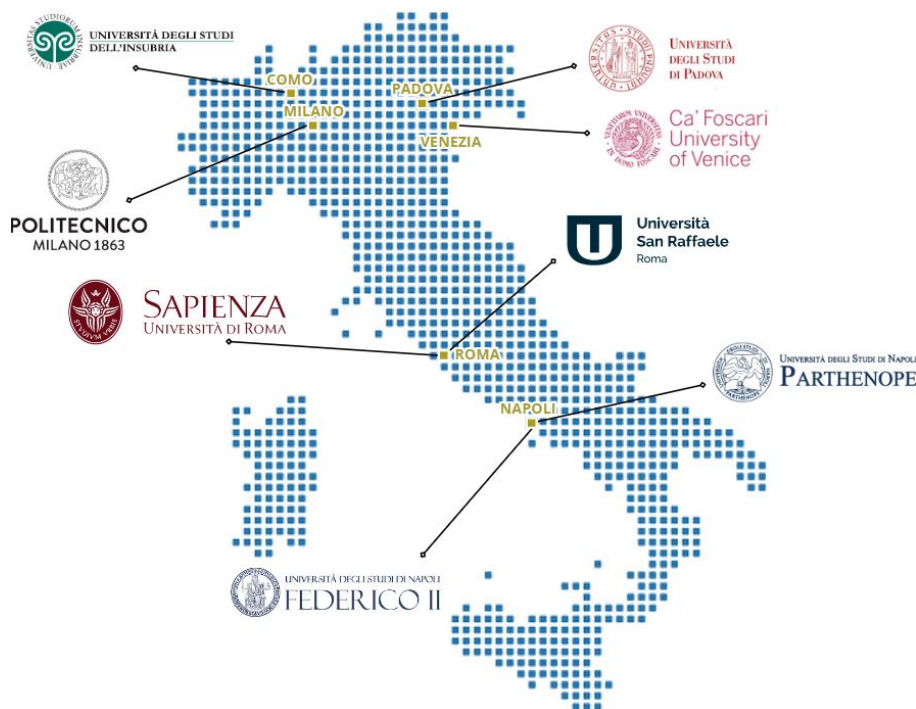 UNIVERSITÀ DEGLI STUDI
DELL'INSUBRIA
COMO
MILANO
PADOVA
VENEZIA
UNIVERSITÀ
DEGLI STUDI
DI PADOVA
Ca' Foscari
University
of Venice
POLITECNICO
MILANO 1863
Università
San Raffaele
Roma
SAPIENZA
UNIVERSITÀ DI ROMA
STVDIVM VRBIS
ROMA
NAPOLI
UNIVERSITÀ DEGLI STUDI DI NAPOLI
PARTHENOPE
UNIVERSITÀ DEGLI STUDI DI NAPOLI
FEDERICO II